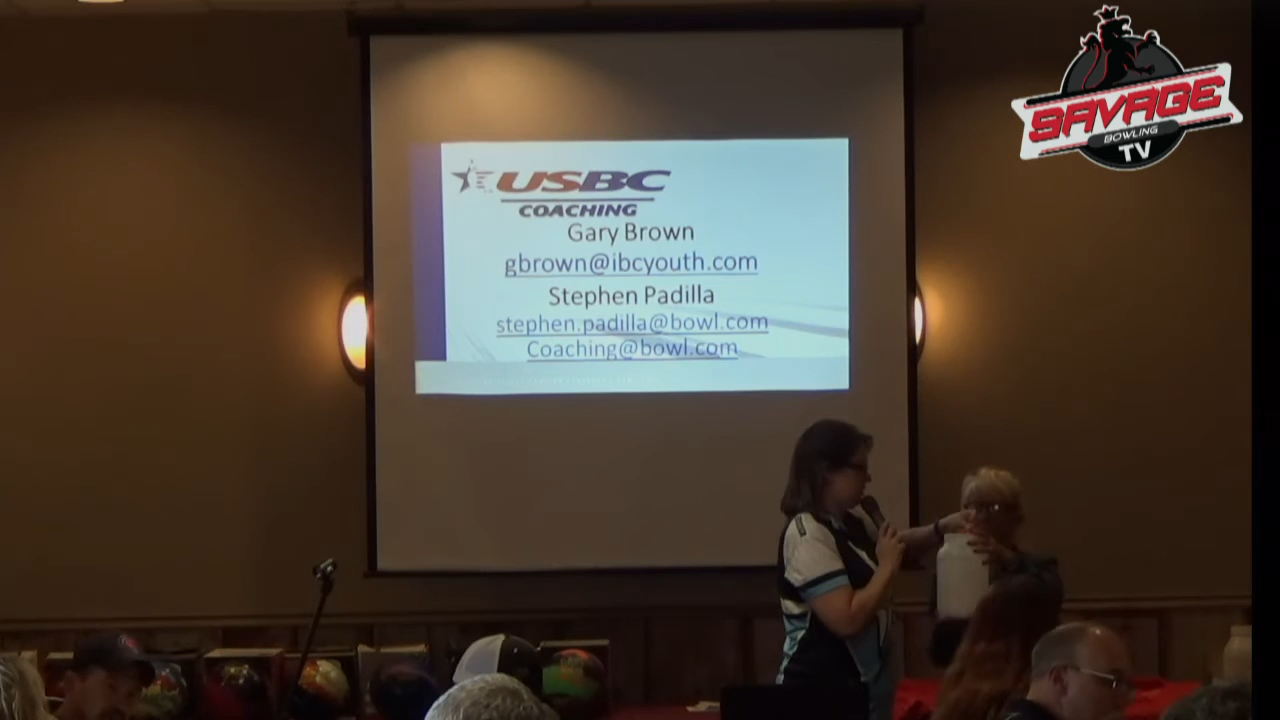 USBC
COACHING
Gary Brown
gbrown@ibcyouth.com
Stephen Padilla
stephen.padilla@bowl.com
Coaching@bowl.com
SAVAGE
BOWLING
TV